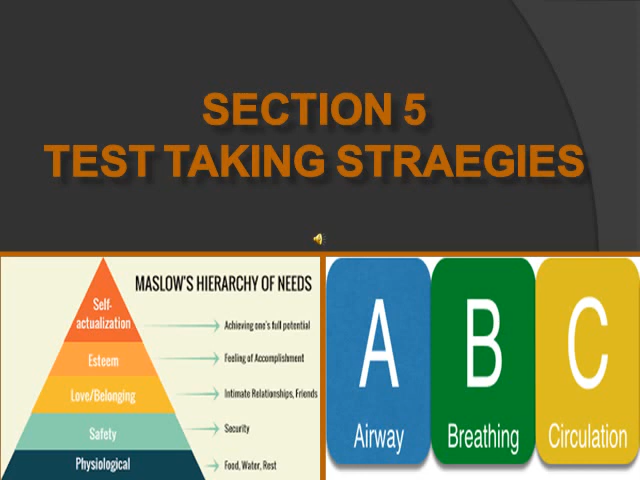 SECTION 5
TEST TAKING STRAEGIES
MASLOW'S HIERARCHY OF NEEDS
Self-
actualization
Achieving one's full potential
Esteem
Feeling of Accomplishment
Love/Belonging
Intimate Relationships, Friends
Safety
Security
Physiological
Food, Water, Rest
A
Airway
B
Breathing
C
Circulation